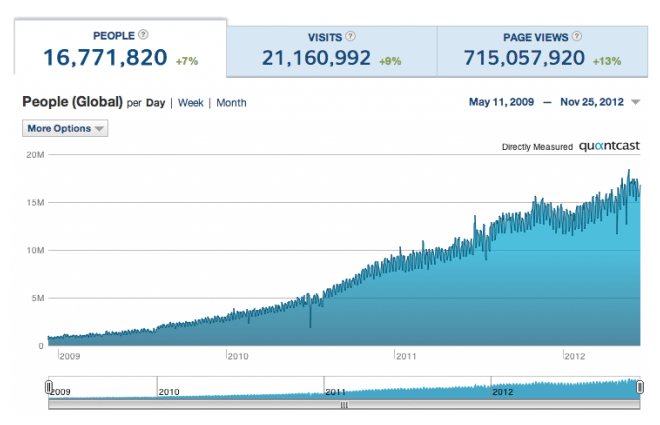 PEOPLE ?
16,771,820 +7%
VISITS ?
21,160,992 +9%
PAGE VIEWS ?
715,057,920 +13%
People (Global) per Day | Week | Month
May 11, 2009 — Nov 25, 2012
More Options
Directly Measured quantcast
20M
15M
10M
5M
0
2009 2010 2011 2012
2009 2010 2011 2012